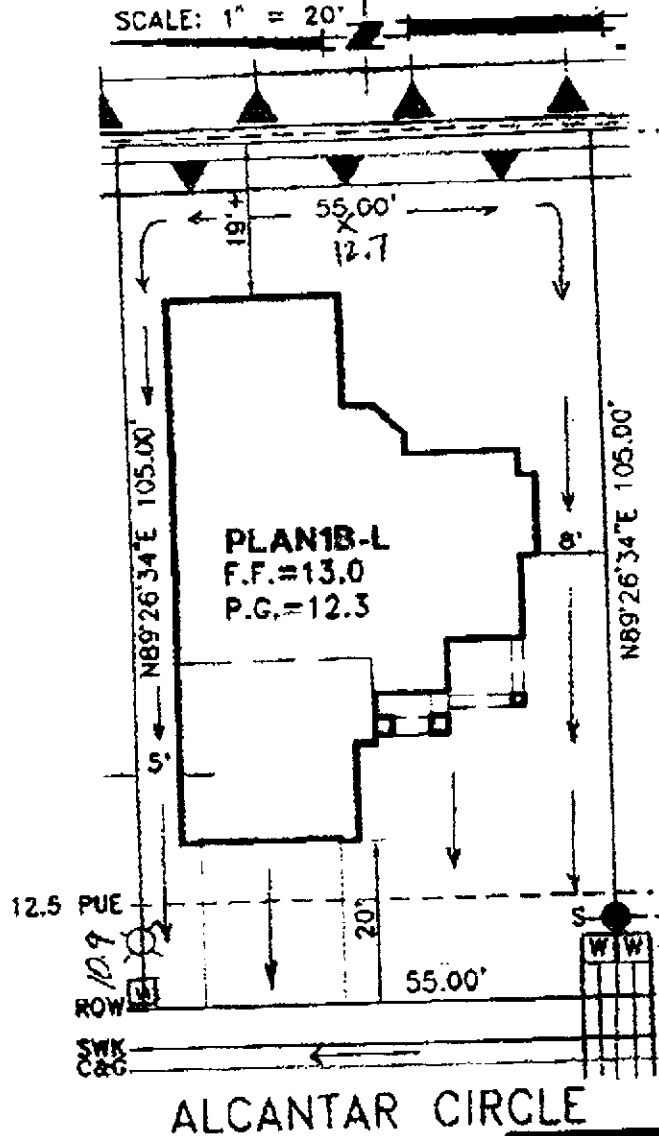 SCALE: 1" = 20'
19'±
55.00'
12.7
N89°26'34"E 105.00'
N89°26'34"E 105.00'
PLAN1B-L
F.F.=13.0
P.G.=12.3
8'
5'
12.5 PUE
S
10.9
20'
W W
W
55.00'
ROW
SWK
C&G
ALCANTAR CIRCLE